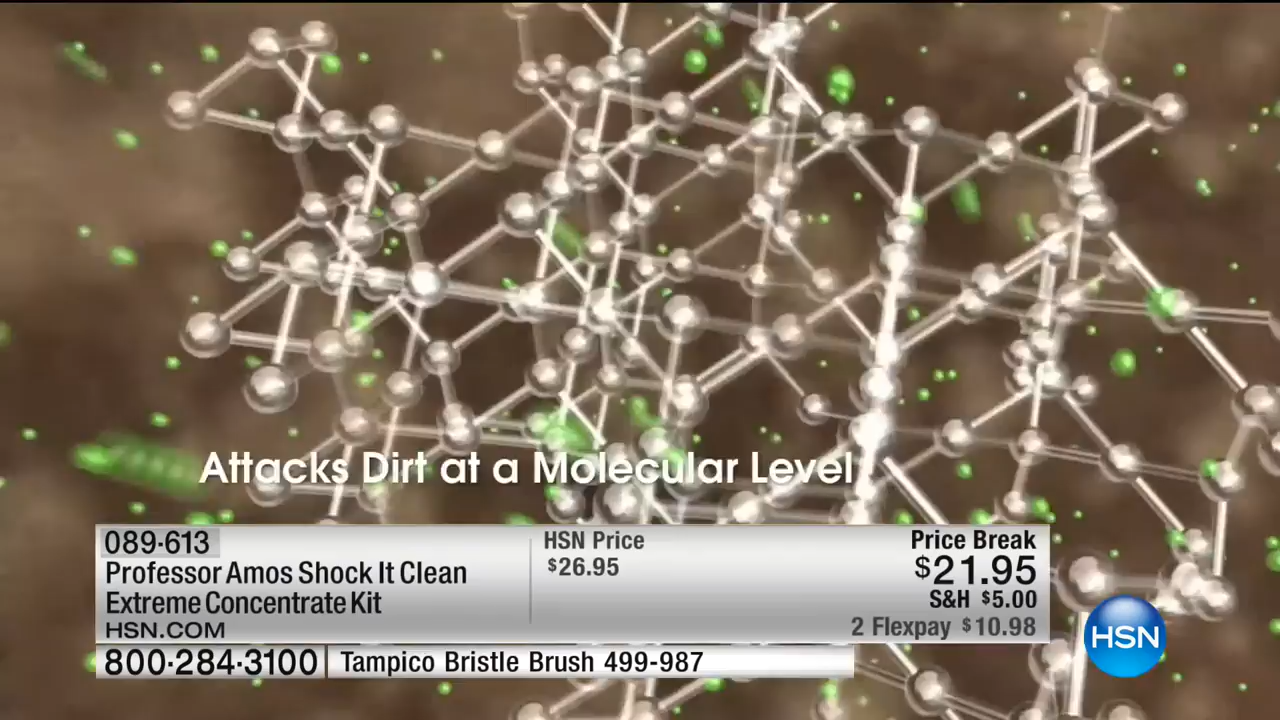 Attacks Dirt at a Molecular Level
089-613
Professor Amos Shock It Clean
Extreme Concentrate Kit
HSN.COM
HSN Price
$26.95
Price Break
$21.95
S&H $5.00
2 Flexpay $10.98
HSN
800·284·3100
Tampico Bristle Brush 499-987